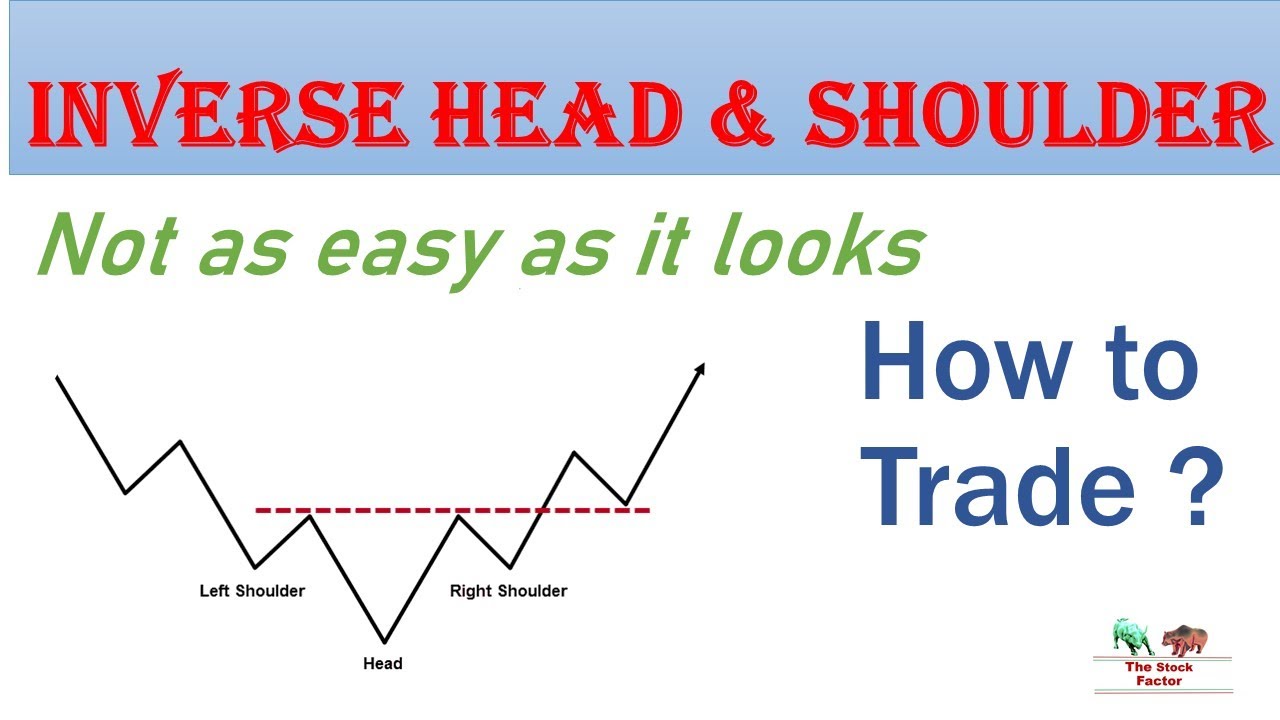 INVERSE HEAD & SHOULDER
Not as easy as it looks
How to
Trade ?
Left Shoulder
Right Shoulder
Head
The Stock
Factor